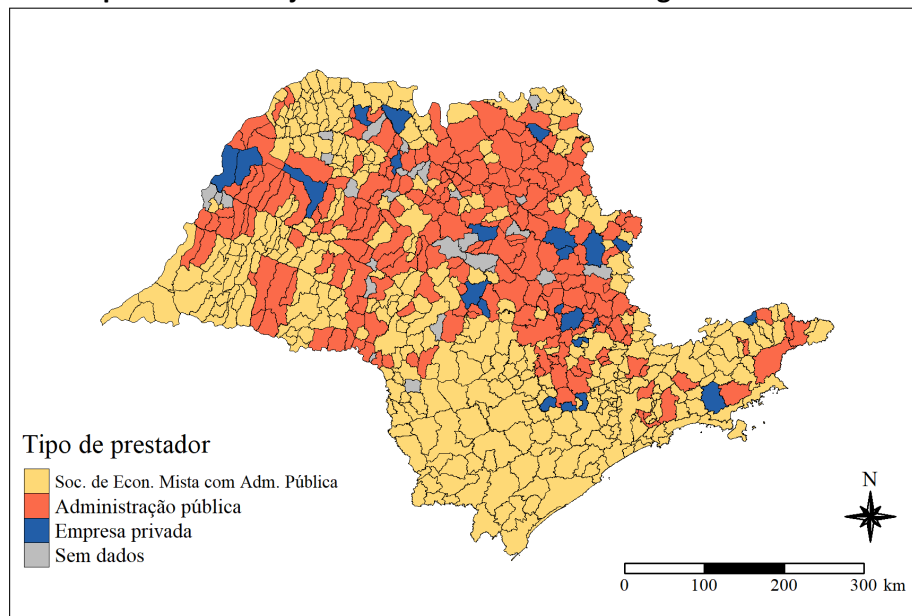 Tipo de prestador
Soc. de Econ. Mista com Adm. Pública
Administração pública
Empresa privada
Sem dados
N
0 100 200 300 km